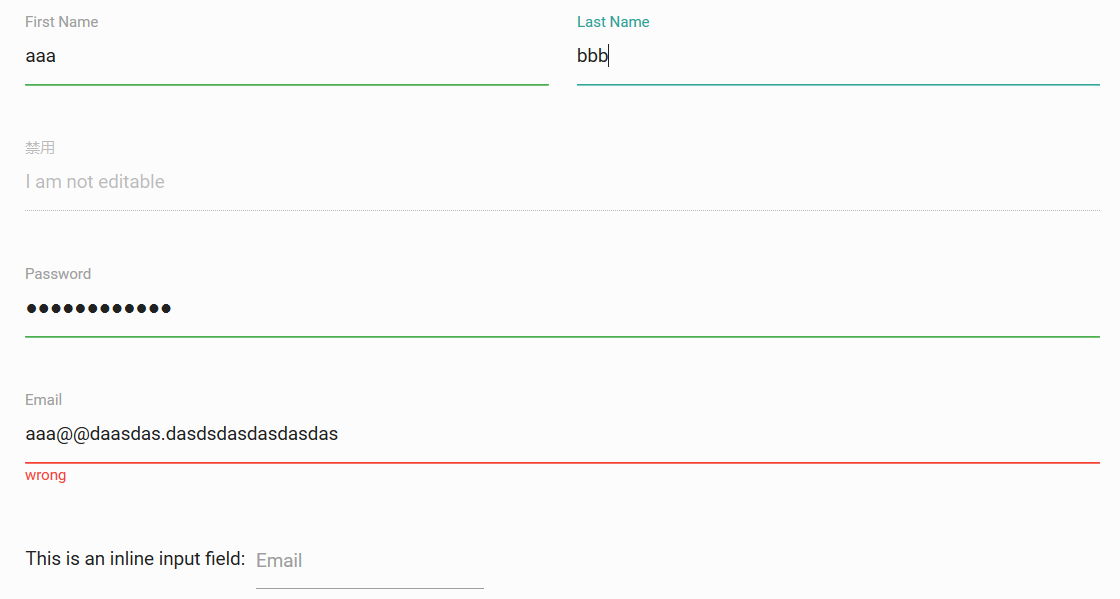 First Name
Last Name
aaa
bbb
禁用
I am not editable
Password
●●●●●●●●●●●●
Email
aaa@@daasdas.dasdsdasdasdasdas
wrong
This is an inline input field: Email